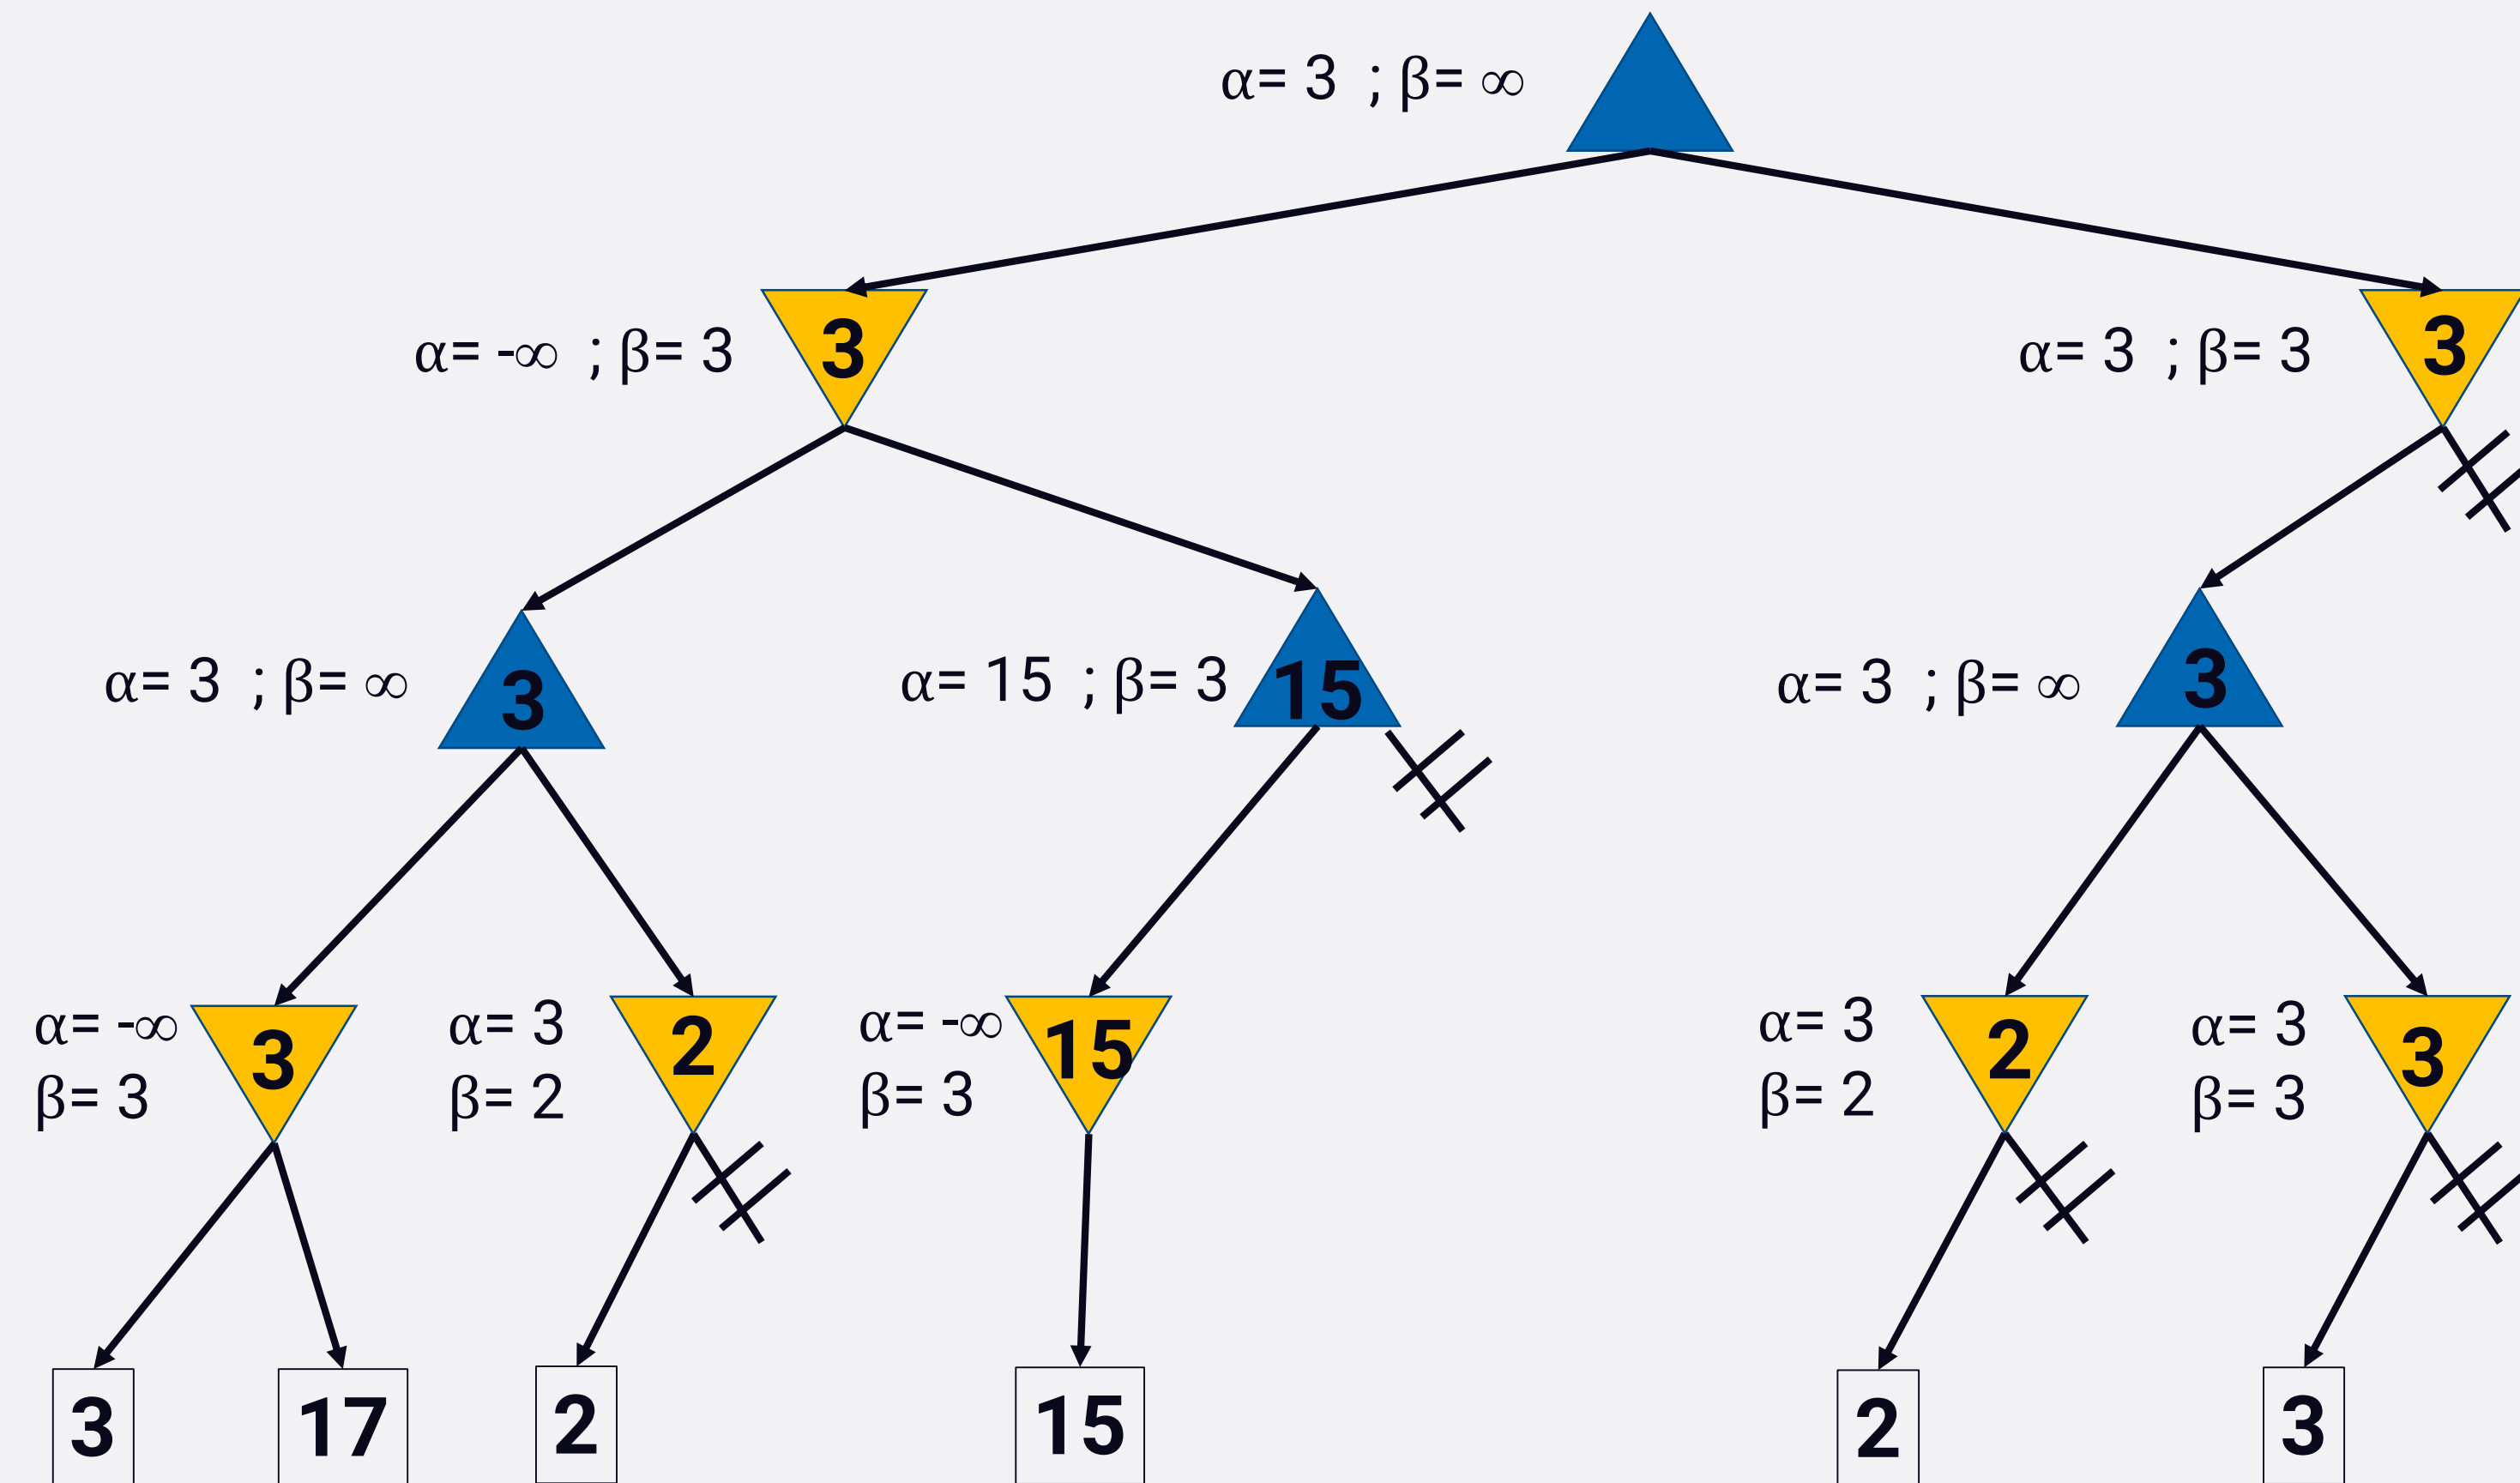 α= 3 ; β= ∞
α= -∞ ; β= 3
3
α= 3 ; β= 3
3
α= 3 ; β= ∞
3
α= 15 ; β= 3
15
α= 3 ; β= ∞
3
α= -∞
β= 3
3
α= 3
β= 2
2
α= -∞
β= 3
15
α= 3
β= 2
2
α= 3
β= 3
3
3
17
2
15
2
3